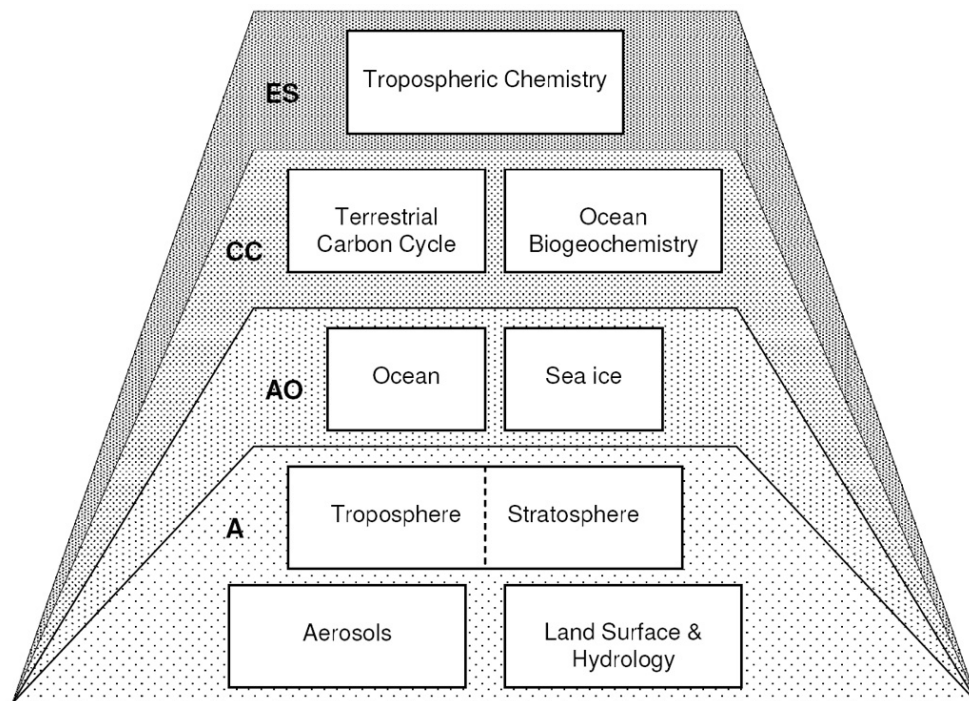 Tropospheric Chemistry
ES
Terrestrial
Carbon Cycle
Ocean
Biogeochemistry
CC
Ocean
Sea ice
AO
Troposphere
Stratosphere
A
Aerosols
Land Surface &
Hydrology